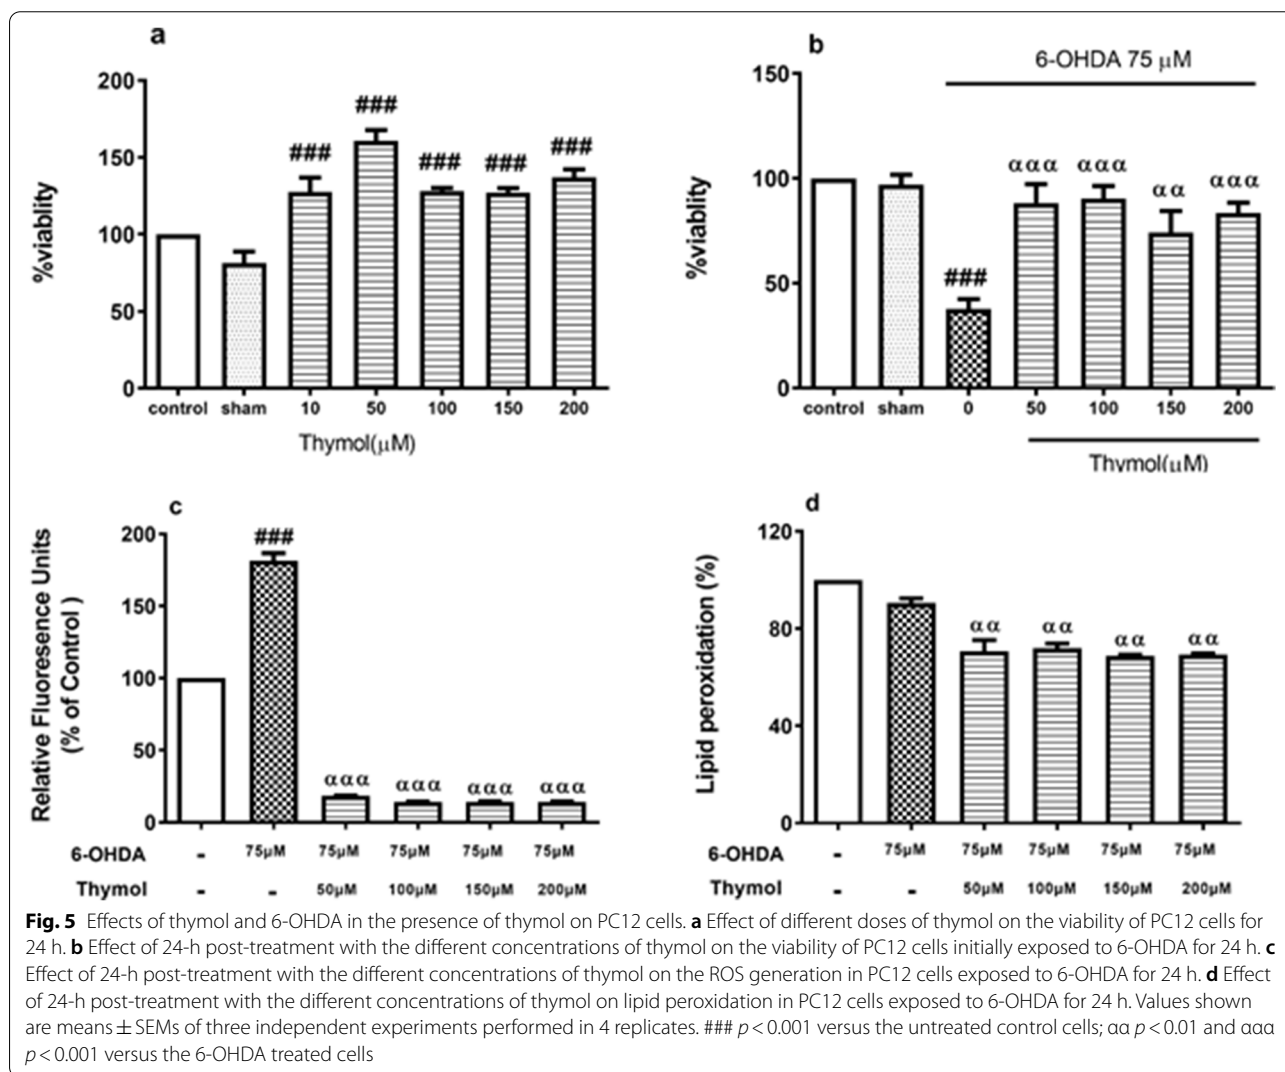 a
200
150
100
50
0
%viablity
###
###
###
###
###
control sham 10 50 100 150 200
Thymol(μM)
b
6-OHDA 75 μM
150
100
50
0
%viablity
###
ααα
ααα
αα
ααα
control sham 0 50 100 150 200
Thymol(μM)
c
200
150
100
50
0
Relative Fluoresence Units
(% of Control )
###
ααα ααα ααα ααα
6-OHDA - 75μM 75μM 75μM 75μM 75μM
Thymol - - 50μM 100μM 150μM 200μM
d
120
80
40
0
Lipid peroxidation (%)
αα αα αα αα
6-OHDA - 75μM 75μM 75μM 75μM 75μM
Thymol - - 50μM 100μM 150μM 200μM
Fig. 5 Effects of thymol and 6-OHDA in the presence of thymol on PC12 cells. a Effect of different doses of thymol on the viability of PC12 cells for
24 h. b Effect of 24-h post-treatment with the different concentrations of thymol on the viability of PC12 cells initially exposed to 6-OHDA for 24 h. c
Effect of 24-h post-treatment with the different concentrations of thymol on the ROS generation in PC12 cells exposed to 6-OHDA for 24 h. d Effect
of 24-h post-treatment with the different concentrations of thymol on lipid peroxidation in PC12 cells exposed to 6-OHDA for 24 h. Values shown
are means ± SEMs of three independent experiments performed in 4 replicates. ### p < 0.001 versus the untreated control cells; αα p < 0.01 and ααα
p < 0.001 versus the 6-OHDA treated cells